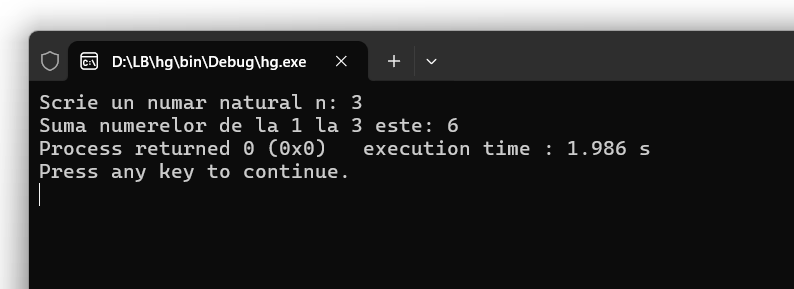 D:\LB\hg\bin\Debug\hg.exe
Scrie un numar natural n: 3
Suma numerelor de la 1 la 3 este: 6
Process returned 0 (0x0)   execution time : 1.986 s
Press any key to continue.